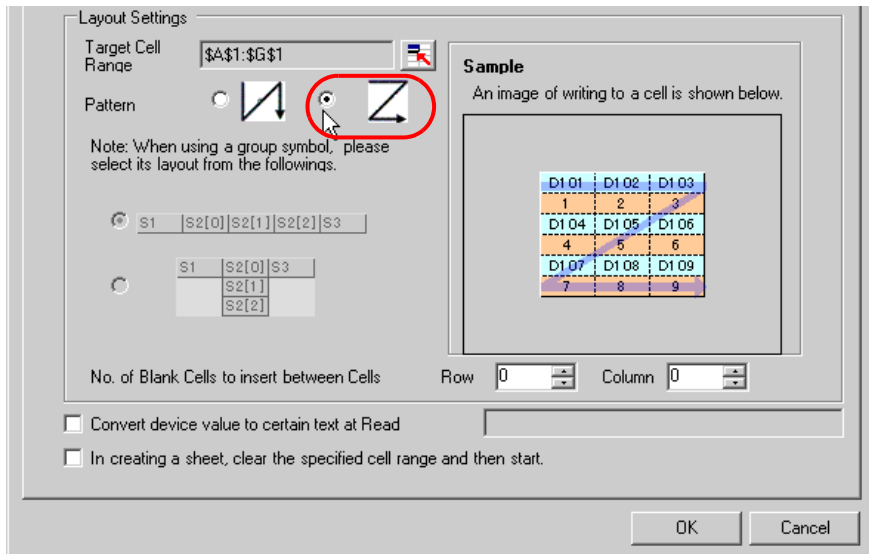 Layout Settings
Target Cell
Range
$A$1:$G$1
Pattern
Note: When using a group symbol, please
select its layout from the followings.
S1 S2[0] S2[1] S2[2] S3
S1 S2[0] S3
S2[1]
S2[2]
Sample
An image of writing to a cell is shown below.
D101 D102 D103
1 2 3
D104 D105 D106
4 5 6
D107 D108 D109
7 8 9
No. of Blank Cells to insert between Cells Row 0 Column 0
Convert device value to certain text at Read
In creating a sheet, clear the specified cell range and then start.
OK Cancel